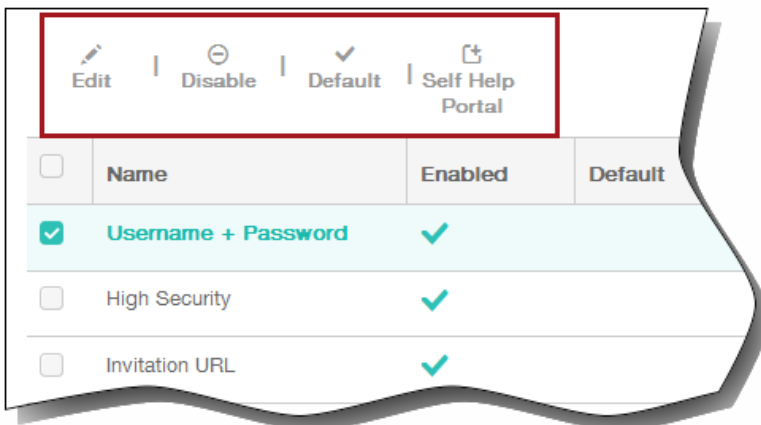 Edit | Disable | Default | Self Help
Portal
Name Enabled Default
Username + Password
High Security
Invitation URL